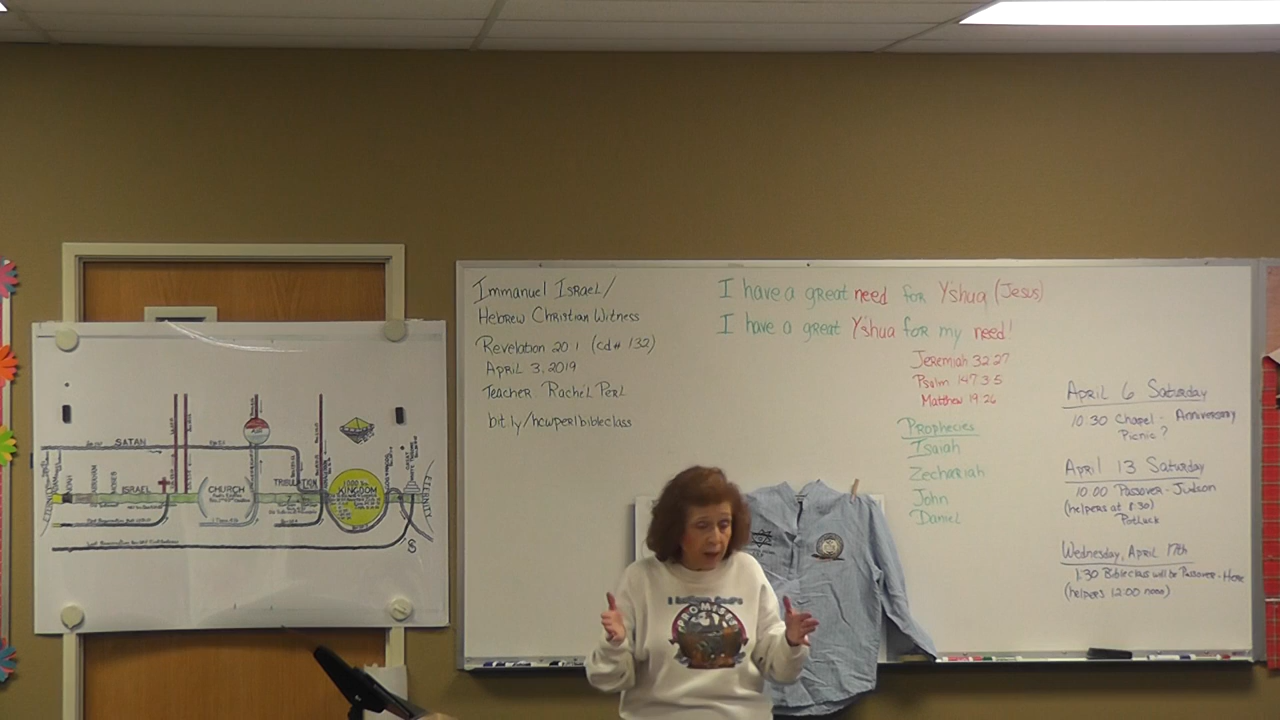 Immanuel Israel/
Hebrew Christian Witness
Revelation 20:1 (cd# 132)
April 3, 2019
Teacher Rachel Perl
bit.ly/hcwperlbibleclass
I have a great need for Yshua (Jesus)
I have a great Y'shua for my need!
Jeremiah 32:27
Psalm 147:3-5
Matthew 19:26
Prophecies
Isaiah
Zechariah
John
Daniel
April 6 Saturday
10:30 Chapel - Anniversary
Picnic?
April 13 Saturday
10:00 Passover - Judson
(helpers at 8:30)
Potluck
Wednesday, April 17th
1:30 Bible class will be Passover - Here
(helpers 12:00 noon)
SATAN
ISRAEL
CHURCH
TRIBULATION
KINGDOM
ETERNITY
PROMISES